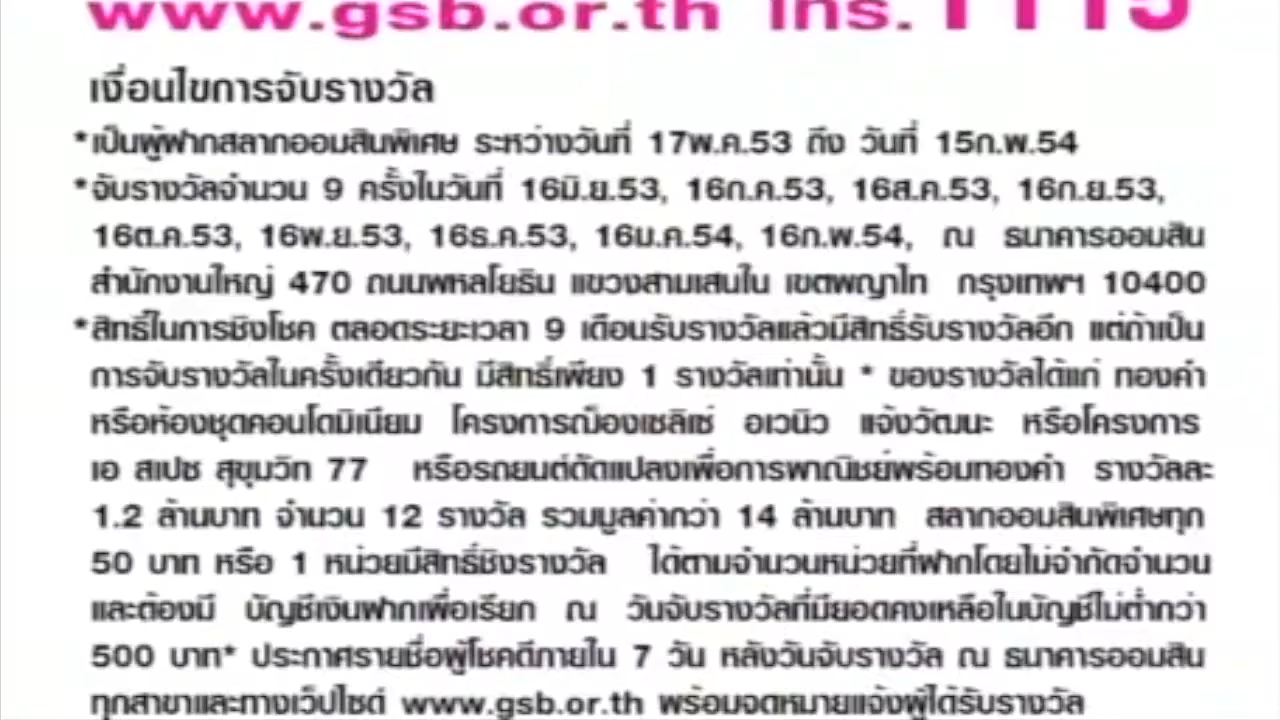 www.gsb.or.th โทร. 1115
เงื่อนไขการจับรางวัล
*เป็นผู้ฝากสลากออมสินพิเศษ ระหว่างวันที่ 17พ.ค.53 ถึง วันที่ 15ก.พ.54
*จับรางวัลจำนวน 9 ครั้งในวันที่ 16มิ.ย.53, 16ก.ค.53, 16ส.ค.53, 16ก.ย.53,
16ต.ค.53, 16พ.ย.53, 16ธ.ค.53, 16ม.ค.54, 16ก.พ.54, ณ ธนาคารออมสิน
สำนักงานใหญ่ 470 ถนนพหลโยธิน แขวงสามเสนใน เขตพญาไท กรุงเทพฯ 10400
*สิทธิ์ในการชิงโชค ตลอดระยะเวลา 9 เดือนรับรางวัลแล้วมีสิทธิ์รับรางวัลอีก แต่ถ้าเป็น
การจับรางวัลในครั้งเดียวกัน มีสิทธิ์เพียง 1 รางวัลเท่านั้น * ของรางวัลได้แก่ ทองคำ
หรือห้องชุดคอนโดมิเนียม โครงการฌ็องเซลิเซ่ อเวนิว แจ้งวัฒนะ หรือโครงการ
เอ สเปซ สุขุมวิท 77 หรือรถยนต์ดัดแปลงเพื่อการพาณิชย์พร้อมทองคำ รางวัลละ
1.2 ล้านบาท จำนวน 12 รางวัล รวมมูลค่ากว่า 14 ล้านบาท สลากออมสินพิเศษทุก
50 บาท หรือ 1 หน่วยมีสิทธิ์ชิงรางวัล ได้ตามจำนวนหน่วยที่ฝากโดยไม่จำกัดจำนวน
และต้องมี บัญชีเงินฝากเผื่อเรียก ณ วันจับรางวัลที่มียอดคงเหลือในบัญชีไม่ต่ำกว่า
500 บาท* ประกาศรายชื่อผู้โชคดีภายใน 7 วัน หลังวันจับรางวัล ณ ธนาคารออมสิน
ทุกสาขาและทางเว็ปไซด์ www.gsb.or.th พร้อมจดหมายแจ้งผู้ได้รับรางวัล